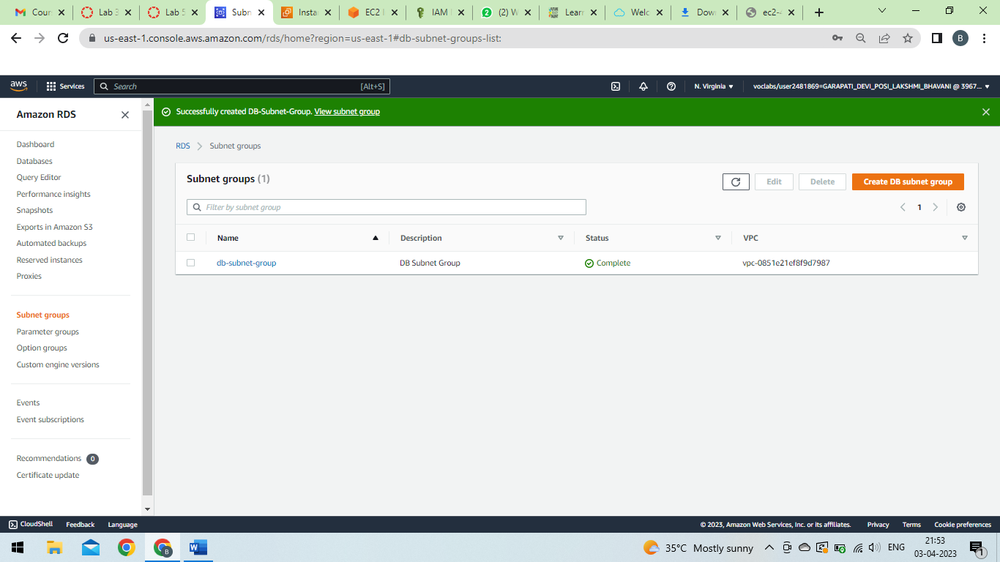 Cours Lab 3 Lab 5 Subn Insta EC2 IAM (2) W Learn Welc Dow ec2-
us-east-1.console.aws.amazon.com/rds/home?region=us-east-1#db-subnet-groups-list:
B
aws Services Search [Alt+S] N. Virginia voclabs/user2481869=GARAPATI_DEVI_POSI_LAKSHMI_BHAVANI @ 3967...
Amazon RDS
Dashboard
Databases
Query Editor
Performance insights
Snapshots
Exports in Amazon S3
Automated backups
Reserved instances
Proxies
Subnet groups
Parameter groups
Option groups
Custom engine versions
Events
Event subscriptions
Recommendations 0
Certificate update
Successfully created DB-Subnet-Group. View subnet group
RDS Subnet groups
Subnet groups (1)
Edit Delete Create DB subnet group
Filter by subnet group
1
Name Description Status VPC
db-subnet-group DB Subnet Group Complete vpc-0851e21ef8f9d7987
CloudShell Feedback Language © 2023, Amazon Web Services, Inc. or its affiliates. Privacy Terms Cookie preferences
35°C Mostly sunny ENG
21:53
03-04-2023
1